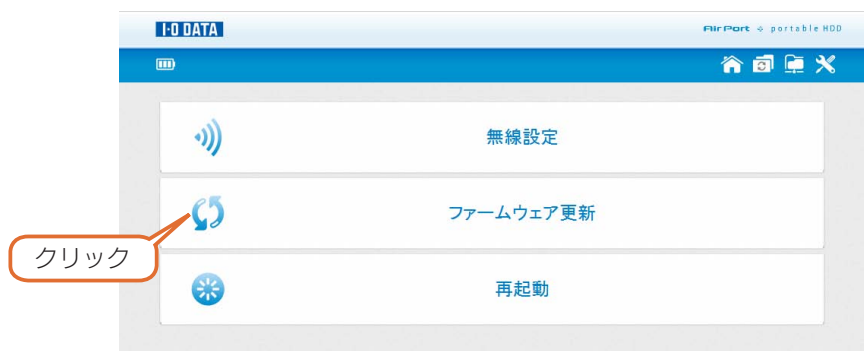 I-O DATA
AirPort portable HDD
無線設定
ファームウェア更新
クリック
再起動